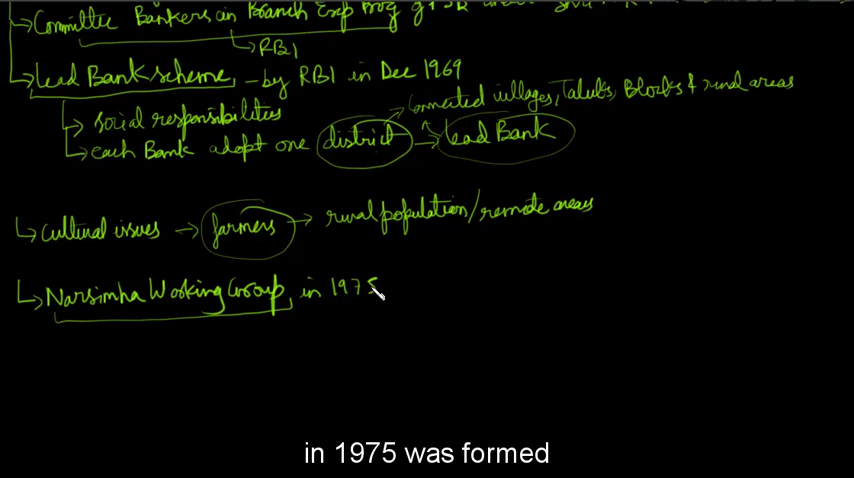 Committee Bankers in Branch Exp Prog
RBI
Lead Bank scheme, - by RBI in Dec 1969
social responsibilities
Connected villages, Taluks, Blocks & rural areas
each Bank adopt one district → lead Bank
cultural issues → farmers → rural population/remote areas
Narsimha Working Group, in 1975
in 1975 was formed